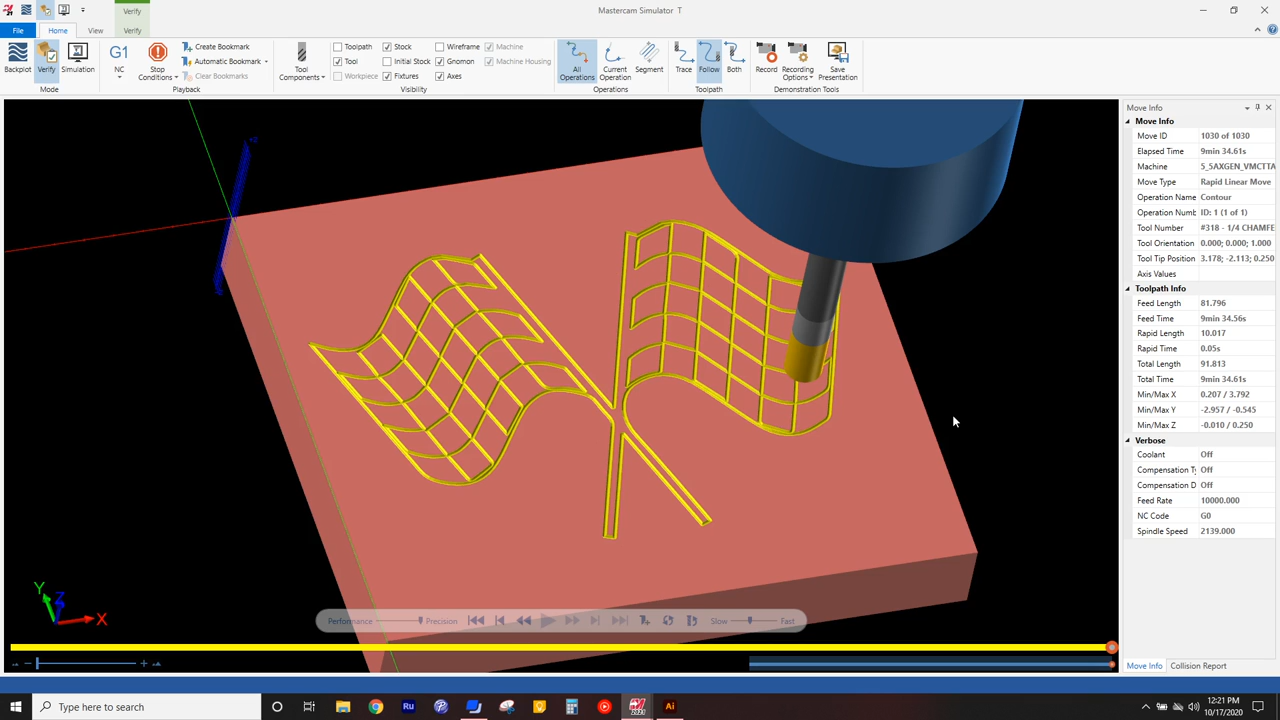 Verify
Mastercam Simulator T
File
Home
View
Verify
Backplot
Verify
Simulation
Mode
G1
NC
Stop Conditions
Create Bookmark
Automatic Bookmark
Clear Bookmarks
Playback
Tool Components
Toolpath
Stock
Wireframe
Machine
Tool
Initial Stock
Gnomon
Machine Housing
Workpiece
Fixtures
Axes
Visibility
All Operations
Current Operation
Segment
Operations
Trace
Follow
Both
Toolpath
Record
Recording Options
Save Presentation
Demonstration Tools
Move Info
Move Info
Move ID 1030 of 1030
Elapsed Time 9min 34.61s
Machine 5_5AXGEN_VMCTTA
Move Type Rapid Linear Move
Operation Name Contour
Operation Numb ID: 1 (1 of 1)
Tool Number #318 - 1/4 CHAMFE
Tool Orientation 0.000; 0.000; 1.000
Tool Tip Position 3.178; -2.113; 0.250
Axis Values
Toolpath Info
Feed Length 81.796
Feed Time 9min 34.56s
Rapid Length 10.017
Rapid Time 0.05s
Total Length 91.813
Total Time 9min 34.61s
Min/Max X 0.207 / 3.792
Min/Max Y -2.957 / -0.545
Min/Max Z -0.010 / 0.250
Verbose
Coolant Off
Compensation Ty Off
Compensation D Off
Feed Rate 10000.000
NC Code G0
Spindle Speed 2139.000
Y
Z
X
Performance
Precision
Slow
Fast
Move Info
Collision Report
Type here to search
Ru
2021
Ai
12:21 PM
10/17/2020